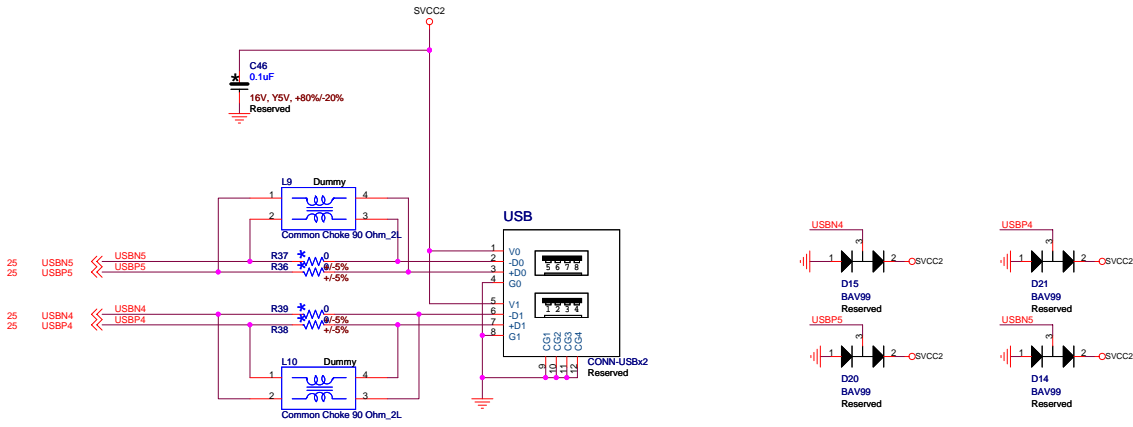 SVCC2
C46
0.1uF
16V, Y5V, +80%/-20%
Reserved
*
L9 Dummy
1 4
2 3
Common Choke 90 Ohm_2L
25 USBN5 USBN5 R37 * 0
25 USBP5 USBP5 R36 0/-5%
+/-5%
25 USBN4 USBN4 R39 * 0
25 USBP4 USBP4 R38 0/-5%
+/-5%
L10 Dummy
1 4
2 3
Common Choke 90 Ohm_2L
USB
1 V0
2 -D0
3 +D0
4 G0
5 V1
6 -D1
7 +D1
8 G1
5 6 7 8
1 2 3 4
CG1 CG2 CG3 CG4
9 10 11 12
CONN-USBx2
Reserved
USBN4
3
1 2 SVCC2
D15
BAV99
Reserved
USBP4
3
1 2 SVCC2
D21
BAV99
Reserved
USBP5
3
1 2 SVCC2
D20
BAV99
Reserved
USBN5
3
1 2 SVCC2
D14
BAV99
Reserved